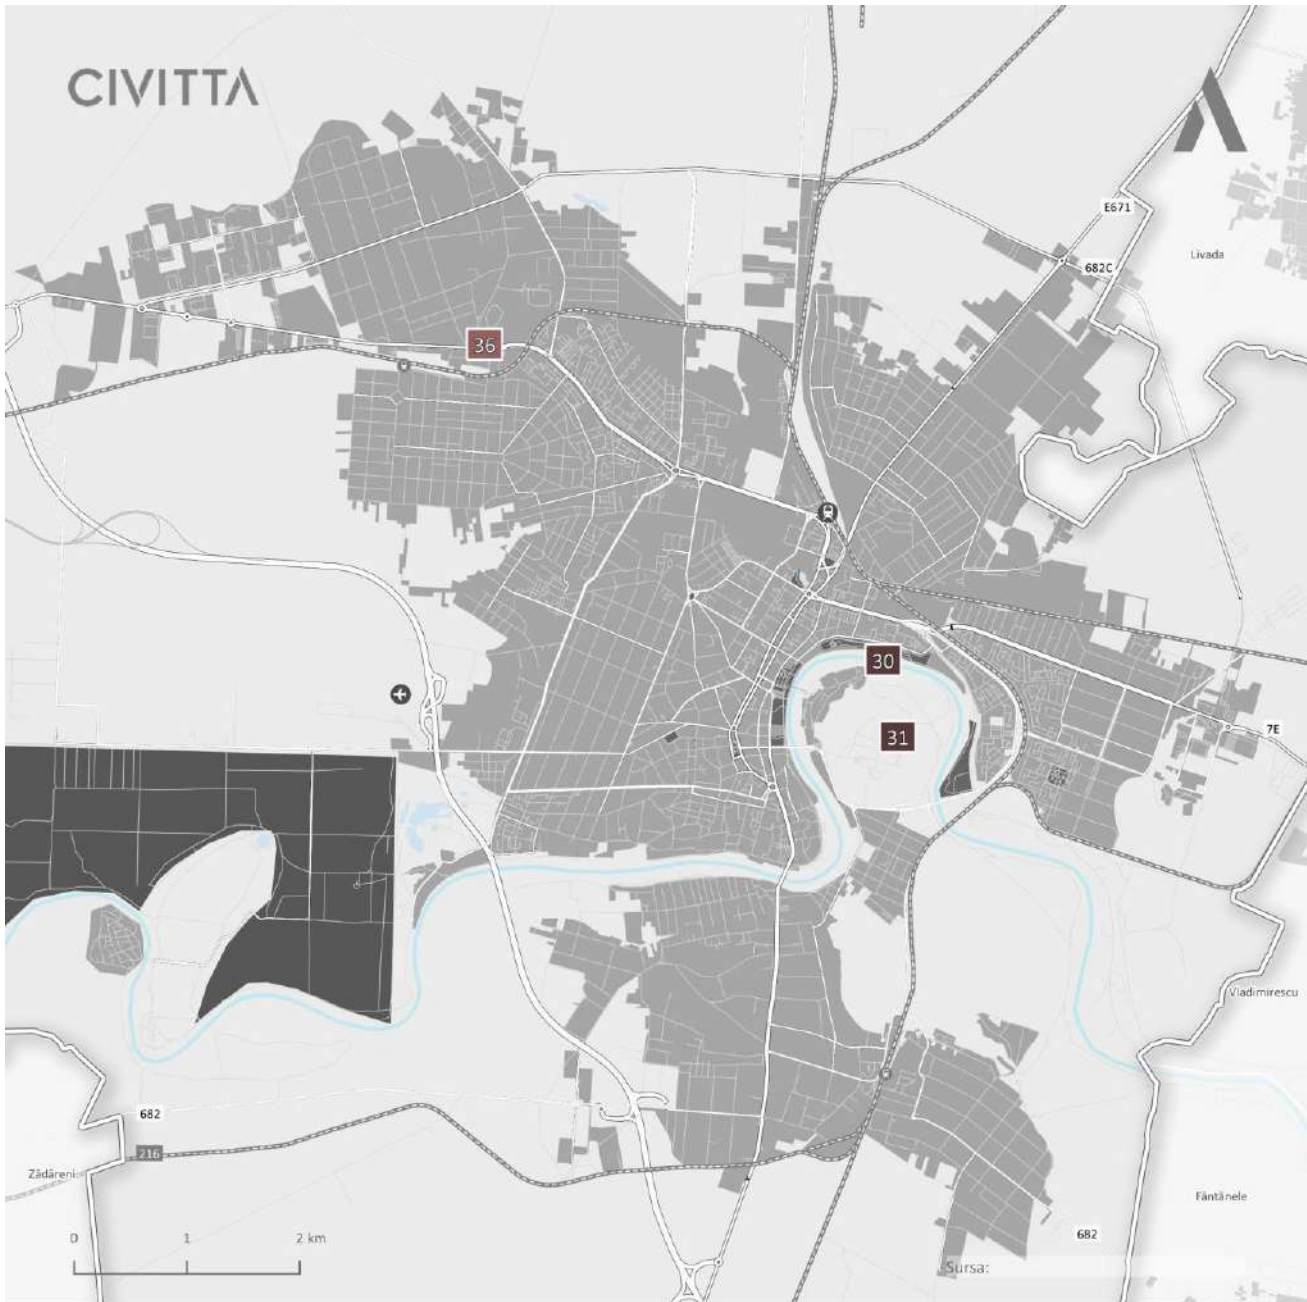 CIVITTA
E671
Livada
682C
36
30
31
7E
Vladimirescu
682
216
Zădăreni
Fântânele
682
0 1 2 km
Sursa: